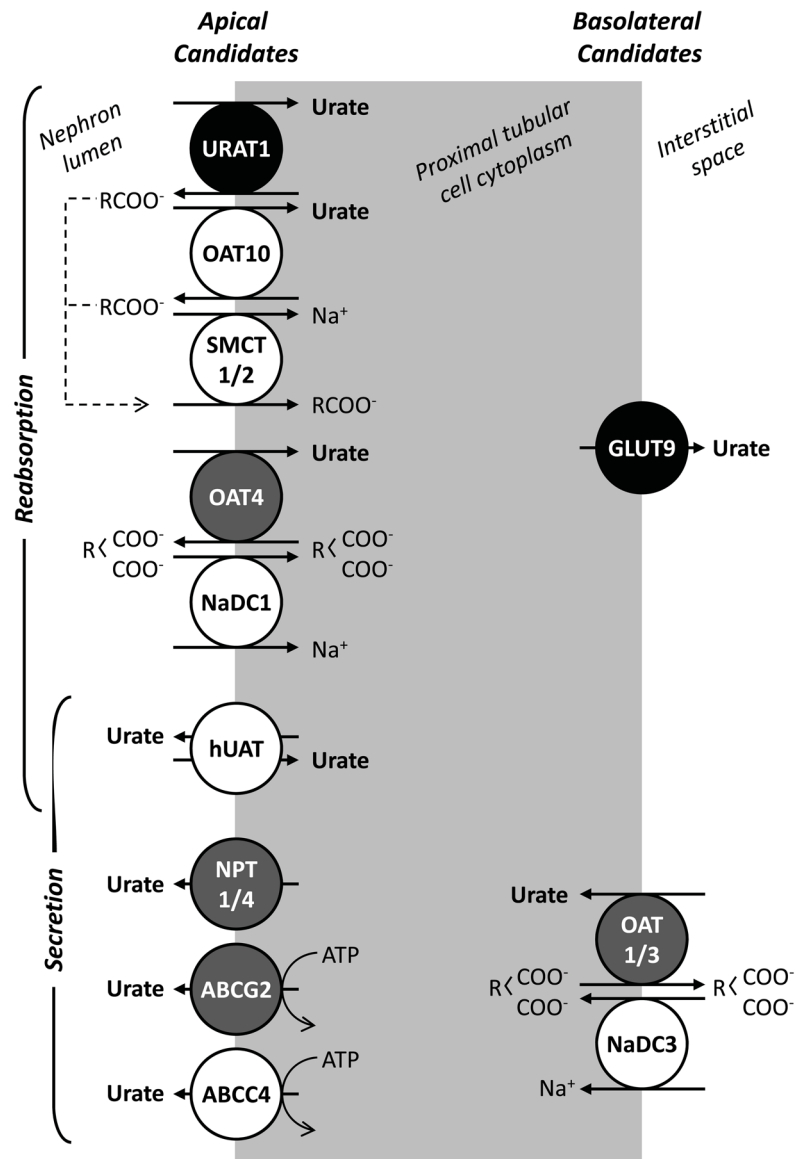 Apical
Candidates
Basolateral
Candidates
Nephron
lumen
Proximal tubular
cell cytoplasm
Interstitial
space
Reabsorption
Urate
URAT1
RCOO⁻
Urate
OAT10
RCOO⁻
Na⁺
SMCT
1/2
RCOO⁻
Urate
OAT4
R< COO⁻
COO⁻
R< COO⁻
COO⁻
NaDC1
Na⁺
GLUT9
Urate
Secretion
Urate
hUAT
Urate
NPT
1/4
Urate
ATP
Urate
ABCG2
ATP
Urate
ABCC4
Urate
OAT
1/3
R< COO⁻
COO⁻
R< COO⁻
COO⁻
NaDC3
Na⁺